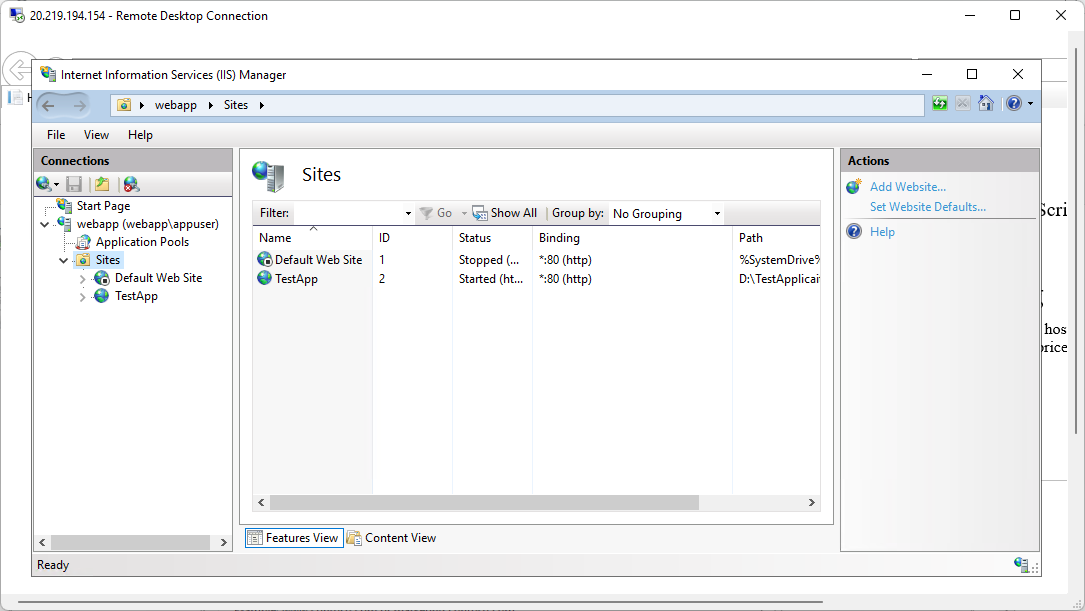 20.219.194.154 - Remote Desktop Connection
Internet Information Services (IIS) Manager
webapp Sites
File View Help
Connections
Start Page
webapp (webapp\appuser)
Application Pools
Sites
Default Web Site
TestApp
Sites
Filter: Go Show All Group by: No Grouping
Name ID Status Binding Path
Default Web Site 1 Stopped (... *:80 (http) %SystemDrive%
TestApp 2 Started (ht... *:80 (http) D:\TestApplicai
Features View Content View
Actions
Add Website...
Set Website Defaults...
Help
Ready
Scri
hos
price